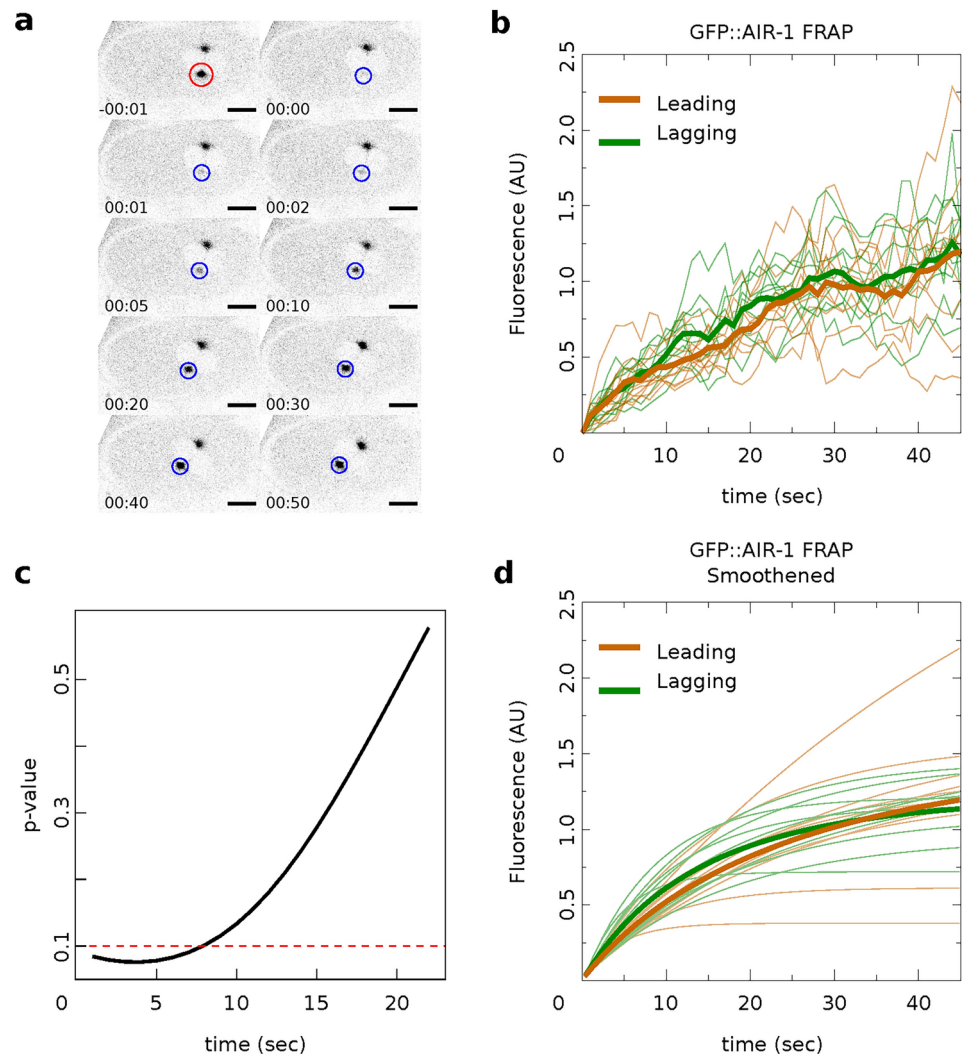 a
-00:01
00:00
00:01
00:02
00:05
00:10
00:20
00:30
00:40
00:50
b
GFP::AIR-1 FRAP
Leading
Lagging
Fluorescence (AU)
2.5
2.0
1.5
1.0
0.5
0 10 20 30 40
time (sec)
c
p-value
0.5
0.3
0.1
0 5 10 15 20
time (sec)
d
GFP::AIR-1 FRAP
Smoothened
Leading
Lagging
Fluorescence (AU)
2.5
2.0
1.5
1.0
0.5
0 10 20 30 40
time (sec)